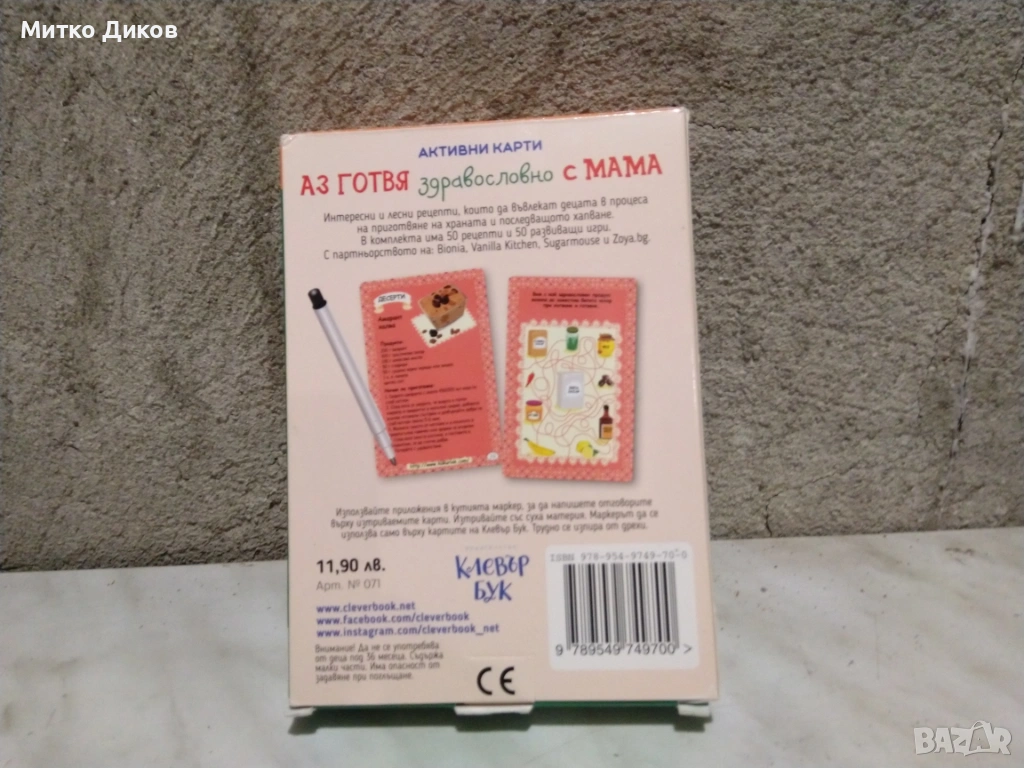 Митко Диков
АКТИВНИ КАРТИ
АЗ ГОТВЯ здравословно с МАМА
Интересни и лесни рецепти, които да въвлекат децата в процеса
на приготвяне на храната и последващото хапване.
В комплекта има 50 рецепти и 50 развиващи игри.
С партньорството на: Bionia, Vanilla Kitchen, Sugarmouse и Zoya.bg.
ДЕСЕРТИ
Използвайте приложения в кутията маркер, за да напишете отговорите
върху изтриваемите карти. Изтривайте със суха материя. Маркерът да се
използва само върху картите на Клевър Бук. Трудно се изпира от дрехи.
11,90 лв.
Арт. № 071
КЛЕВЪР
БУК
www.cleverbook.net
www.facebook.com/cleverbook
www.instagram.com/cleverbook_net
Внимание! Да не се употребява
от деца под 36 месеца. Съдържа
малки части. Има опасност от
задавяне при поглъщане.
CE
ISBN 978-954-9749-70-0
9 789549 749700 >
BAZAR